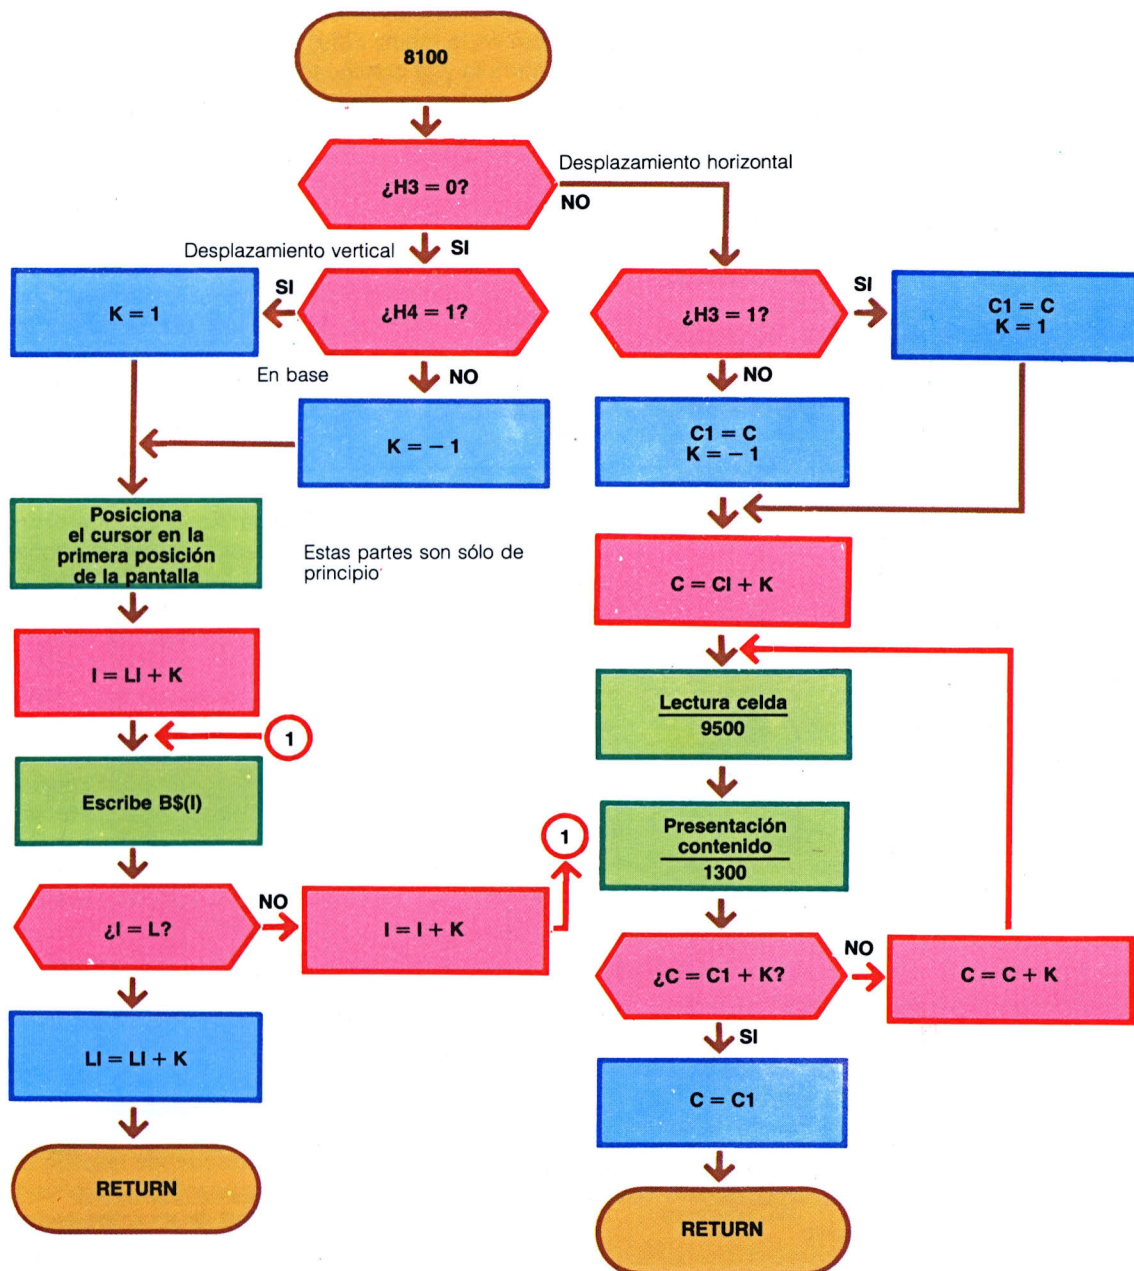 8100
¿H3 = 0?
Desplazamiento horizontal
NO
SI
Desplazamiento vertical
SI
K = 1
¿H4 = 1?
En base
NO
K = – 1
Posiciona
el cursor en la
primera posición
de la pantalla
Estas partes son sólo de
principio
I = LI + K
1
Escribe B$(I)
¿I = L?
NO
I = I + K
1
LI = LI + K
RETURN
¿H3 = 1?
SI
C1 = C
K = 1
NO
C1 = C
K = – 1
C = CI + K
Lectura celda
9500
Presentación
contenido
1300
¿C = C1 + K?
NO
C = C + K
SI
C = C1
RETURN